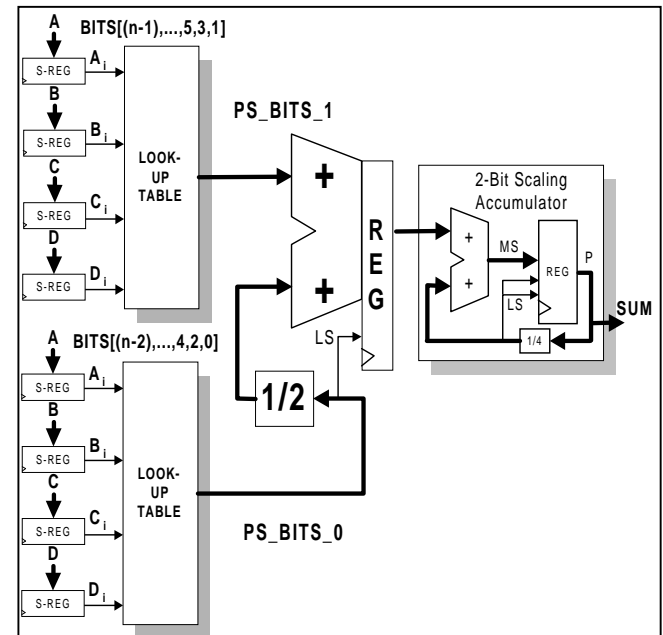 A
BITS[(n-1),...,5,3,1]
S-REG
A i
B
S-REG
B i
C
S-REG
C i
D
S-REG
D i
LOOK-
UP
TABLE
PS_BITS_1
+
+
R
E
G
LS
1/2
2-Bit Scaling
Accumulator
+
+
MS
REG
P
LS
1/4
SUM
A
BITS[(n-2),...,4,2,0]
S-REG
A i
B
S-REG
B i
C
S-REG
C i
D
S-REG
D i
LOOK-
UP
TABLE
PS_BITS_0